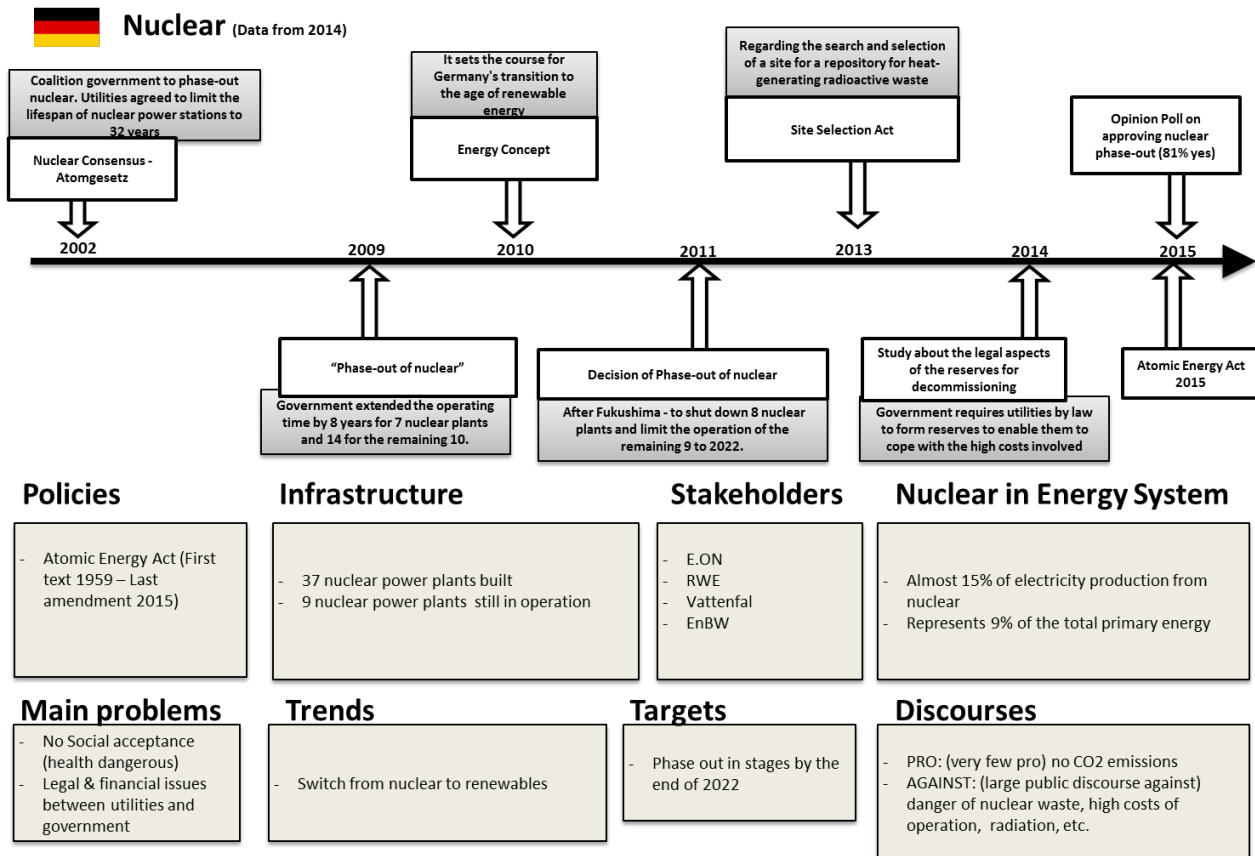 Nuclear (Data from 2014)
Coalition government to phase-out
nuclear. Utilities agreed to limit the
lifespan of nuclear power stations to
32 years
Nuclear Consensus -
Atomgesetz
2002
It sets the course for
Germany's transition to
the age of renewable
energy
Energy Concept
2010
Regarding the search and selection
of a site for a repository for heat-
generating radioactive waste
Site Selection Act
2013
Opinion Poll on
approving nuclear
phase-out (81% yes)
2015
2009
"Phase-out of nuclear"
Government extended the operating
time by 8 years for 7 nuclear plants
and 14 for the remaining 10.
2011
Decision of Phase-out of nuclear
After Fukushima - to shut down 8 nuclear
plants and limit the operation of the
remaining 9 to 2022.
2014
Study about the legal aspects
of the reserves for
decommissioning
Government requires utilities by law
to form reserves to enable them to
cope with the high costs involved
Atomic Energy Act
2015
Policies
- Atomic Energy Act (First
text 1959 – Last
amendment 2015)
Infrastructure
- 37 nuclear power plants built
- 9 nuclear power plants still in operation
Stakeholders
- E.ON
- RWE
- Vattenfal
- EnBW
Nuclear in Energy System
- Almost 15% of electricity production from
nuclear
- Represents 9% of the total primary energy
Main problems
- No Social acceptance
(health dangerous)
- Legal & financial issues
between utilities and
government
Trends
- Switch from nuclear to renewables
Targets
- Phase out in stages by the
end of 2022
Discourses
- PRO: (very few pro) no CO2 emissions
- AGAINST: (large public discourse against)
danger of nuclear waste, high costs of
operation, radiation, etc.